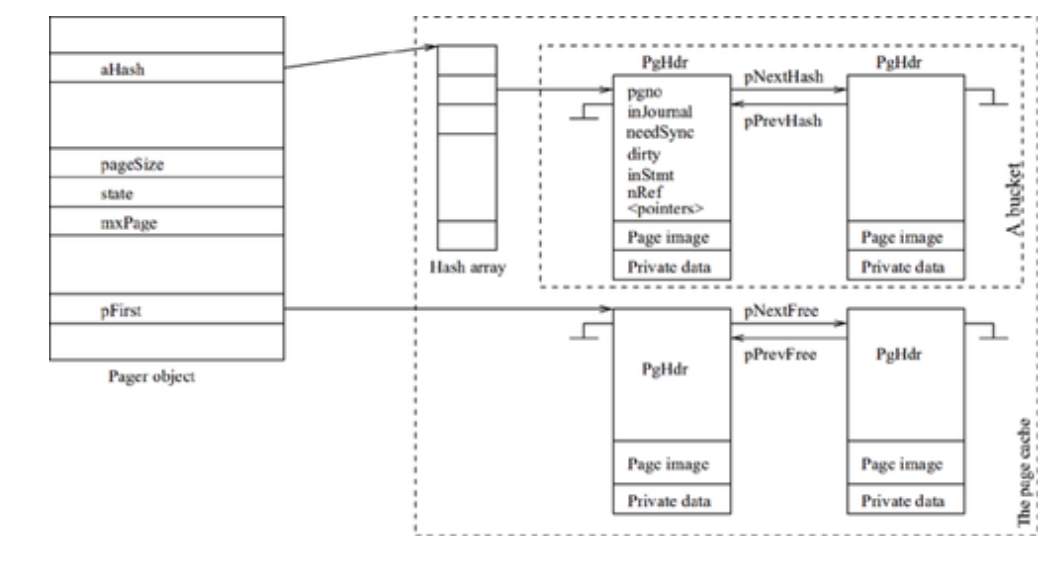 aHash
pageSize
state
mxPage
pFirst
Pager object
Hash array
PgHdr
pgno
inJournal
needSync
dirty
inStmt
nRef
<pointers>
Page image
Private data
pNextHash
pPrevHash
PgHdr
Page image
Private data
A bucket
PgHdr
Page image
Private data
pNextFree
pPrevFree
PgHdr
Page image
Private data
The page cache